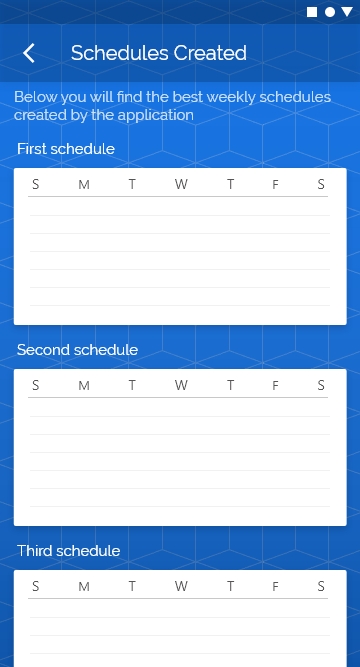 Schedules Created
Below you will find the best weekly schedules
created by the application
First schedule
S M T W T F S
Second schedule
S M T W T F S
Third schedule
S M T W T F S